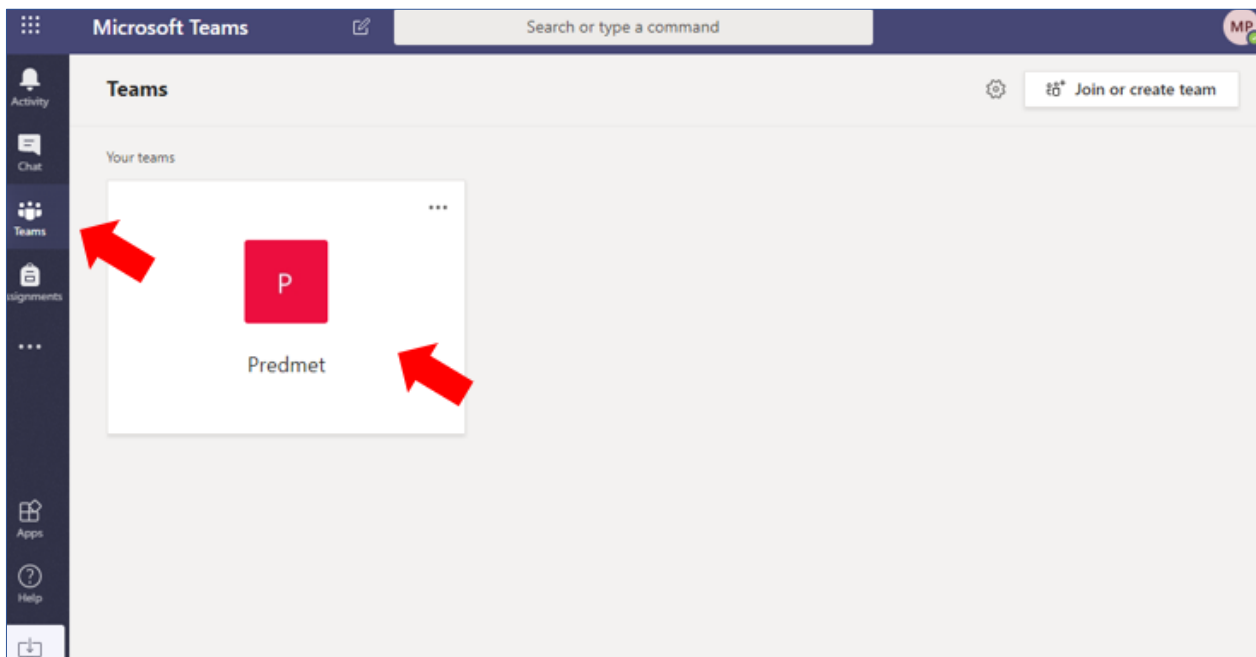 Microsoft Teams
Search or type a command
MP
Activity
Chat
Teams
ssignments
Apps
Help
Teams
Join or create team
Your teams
P
Predmet